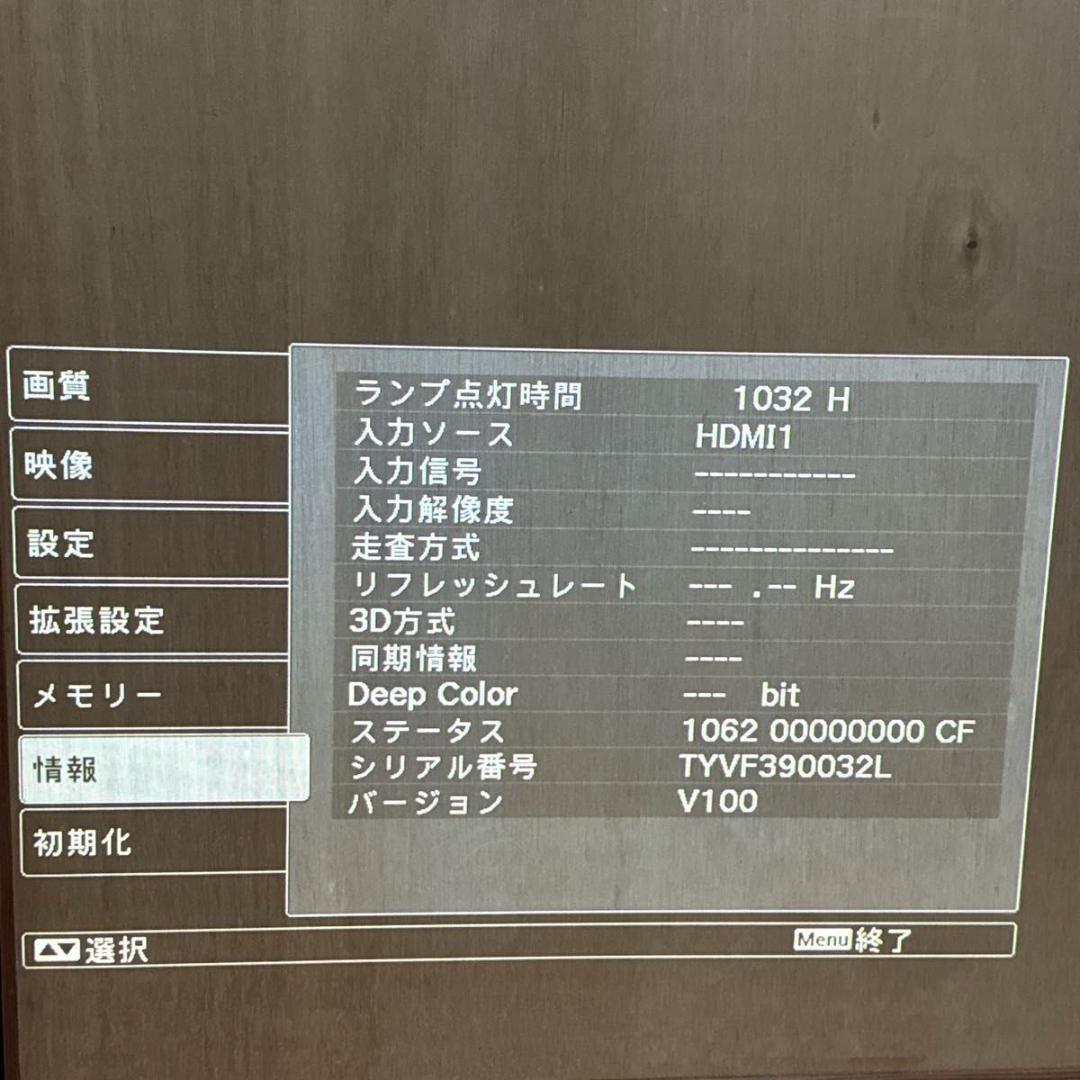 画質
映像
設定
拡張設定
メモリー
情報
初期化
ランプ点灯時間 1032 H
入力ソース HDMI1
入力信号 -----------
入力解像度 ----
走査方式 --------------
リフレッシュレート --- .-- Hz
3D方式 ----
同期情報 ----
Deep Color --- bit
ステータス 1062 00000000 CF
シリアル番号 TYVF390032L
バージョン V100
選択 Menu 終了